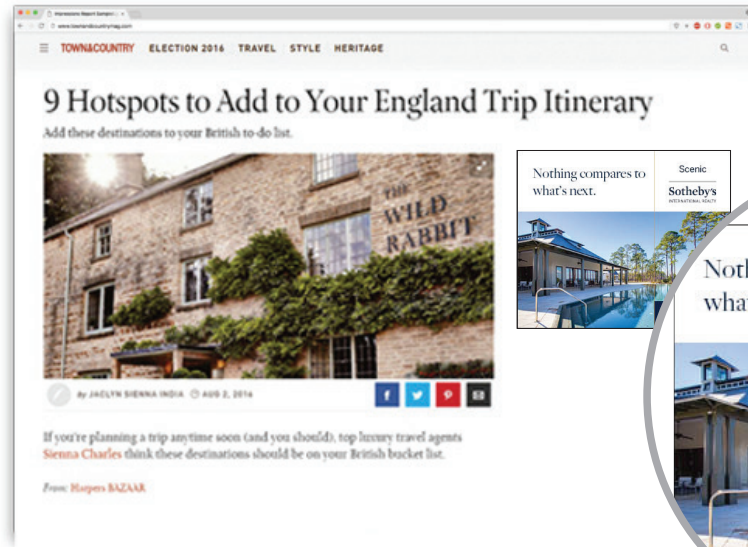 www.townandcountrymag.com
TOWN&COUNTRY ELECTION 2016 TRAVEL STYLE HERITAGE
9 Hotspots to Add to Your England Trip Itinerary
Add these destinations to your British to-do list.
THE
WILD
RABBIT
By JACLYN SIENNA INDIA AUG 2, 2016
If you're planning a trip anytime soon (and you should), top luxury travel agents
Sienna Charles think these destinations should be on your British bucket list.
From: Harpers BAZAAR
Nothing compares to
what's next.
Scenic
Sotheby's
INTERNATIONAL REALTY
Noth
what